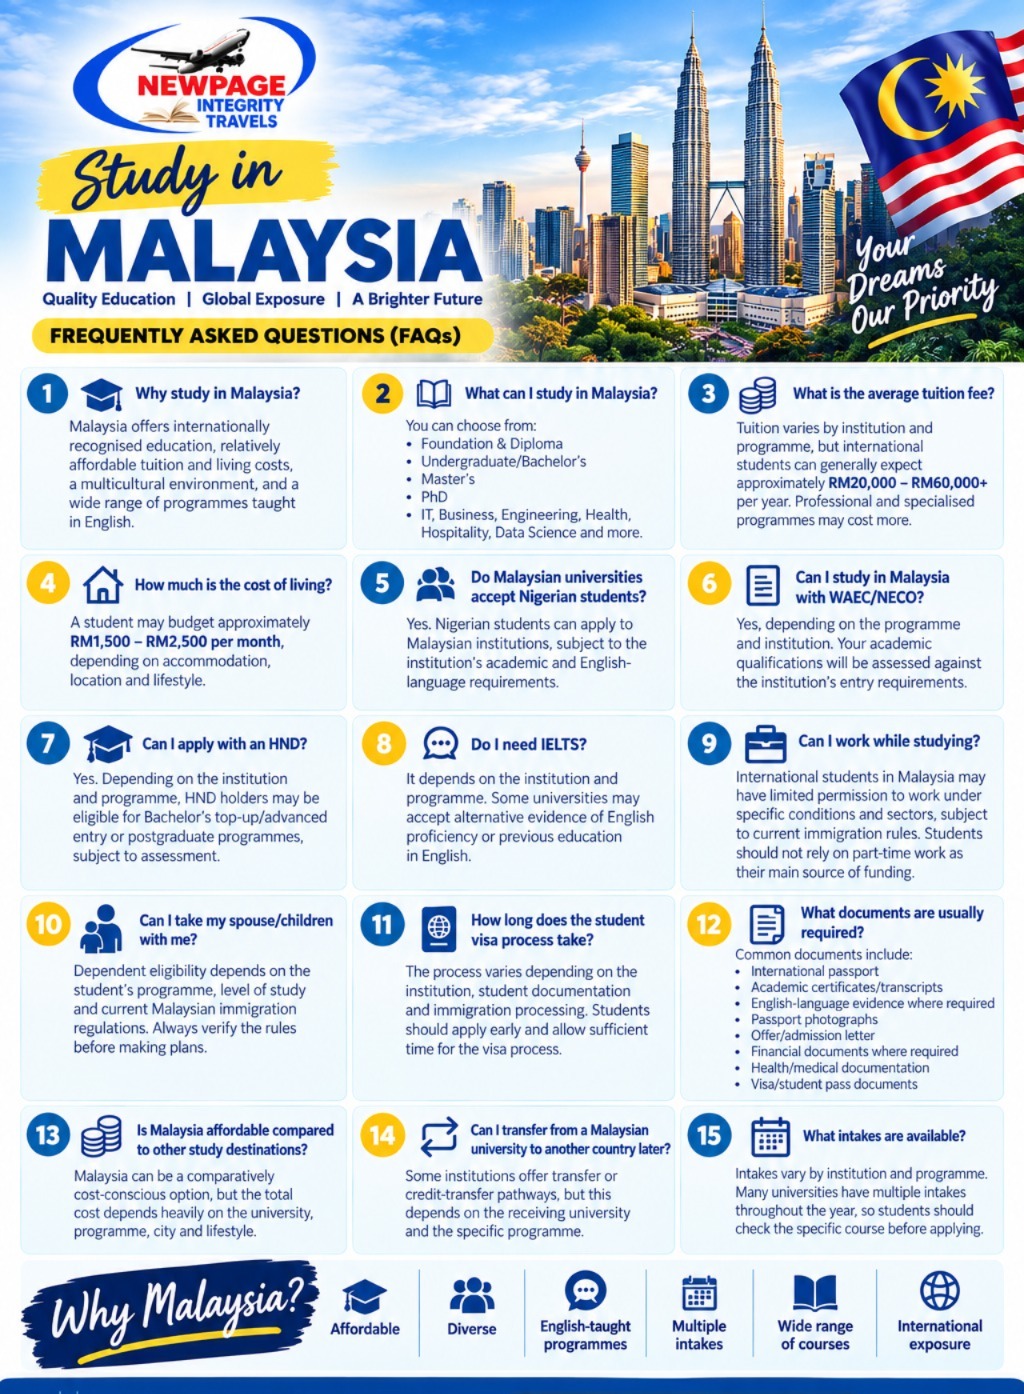 NEWPAGE
INTEGRITY
TRAVELS
Study in
MALAYSIA
Quality Education | Global Exposure | A Brighter Future
FREQUENTLY ASKED QUESTIONS (FAQs)
Your
Dreams
Our Priority
1
Why study in Malaysia?
Malaysia offers internationally
recognised education, relatively
affordable tuition and living costs,
a multicultural environment, and a
wide range of programmes taught
in English.
2
What can I study in Malaysia?
You can choose from:
• Foundation & Diploma
• Undergraduate/Bachelor's
• Master's
• PhD
• IT, Business, Engineering, Health,
Hospitality, Data Science and more.
3
What is the average tuition fee?
Tuition varies by institution and
programme, but international
students can generally expect
approximately RM20,000 – RM60,000+
per year. Professional and specialised
programmes may cost more.
4
How much is the cost of living?
A student may budget approximately
RM1,500 – RM2,500 per month,
depending on accommodation,
location and lifestyle.
5
Do Malaysian universities
accept Nigerian students?
Yes. Nigerian students can apply to
Malaysian institutions, subject to the
institution's academic and English-
language requirements.
6
Can I study in Malaysia
with WAEC/NECO?
Yes, depending on the programme
and institution. Your academic
qualifications will be assessed against
the institution's entry requirements.
7
Can I apply with an HND?
Yes. Depending on the institution
and programme, HND holders may be
eligible for Bachelor's top-up/advanced
entry or postgraduate programmes,
subject to assessment.
8
Do I need IELTS?
It depends on the institution and
programme. Some universities may
accept alternative evidence of English
proficiency or previous education
in English.
9
Can I work while studying?
International students in Malaysia may
have limited permission to work under
specific conditions and sectors, subject
to current immigration rules. Students
should not rely on part-time work as
their main source of funding.
10
Can I take my spouse/children
with me?
Dependent eligibility depends on the
student's programme, level of study
and current Malaysian immigration
regulations. Always verify the rules
before making plans.
11
How long does the student
visa process take?
The process varies depending on the
institution, student documentation
and immigration processing. Students
should apply early and allow sufficient
time for the visa process.
12
What documents are usually
required?
Common documents include:
• International passport
• Academic certificates/transcripts
• English-language evidence where required
• Passport photographs
• Offer/admission letter
• Financial documents where required
• Health/medical documentation
• Visa/student pass documents
13
Is Malaysia affordable compared
to other study destinations?
Malaysia can be a comparatively
cost-conscious option, but the total
cost depends heavily on the university,
programme, city and lifestyle.
14
Can I transfer from a Malaysian
university to another country later?
Some institutions offer transfer or
credit-transfer pathways, but this
depends on the receiving university
and the specific programme.
15
What intakes are available?
Intakes vary by institution and programme.
Many universities have multiple intakes
throughout the year, so students should
check the specific course before applying.
Why Malaysia?
Affordable
Diverse
English-taught
programmes
Multiple
intakes
Wide range
of courses
International
exposure